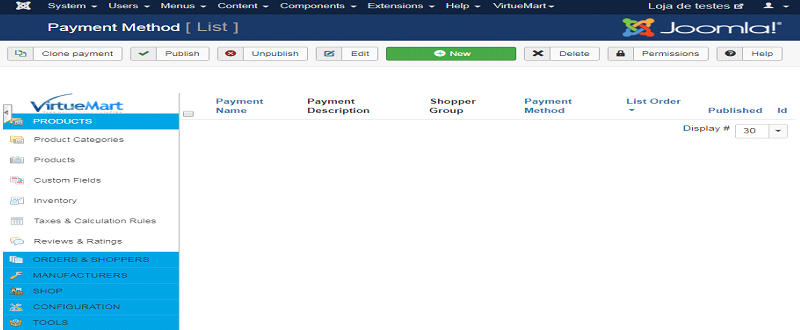 System Users Menus Content Components Extensions Help VirtueMart Loja de testes
Payment Method [ List ] Joomla!
Clone payment Publish Unpublish Edit New Delete Permissions Help
VirtueMart
Payment Name Payment Description Shopper Group Payment Method List Order Published Id
Display # 30
PRODUCTS
Product Categories
Products
Custom Fields
Inventory
Taxes & Calculation Rules
Reviews & Ratings
ORDERS & SHOPPERS
MANUFACTURERS
SHOP
CONFIGURATION
TOOLS